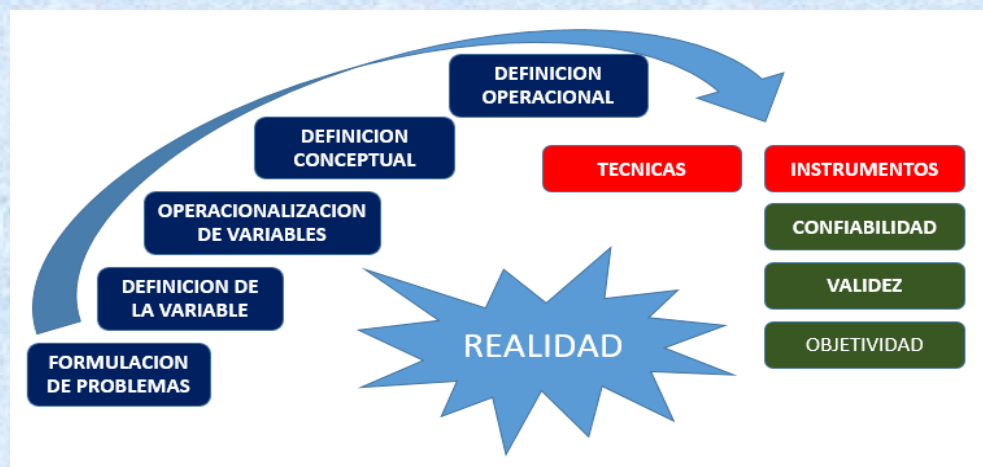 DEFINICION
OPERACIONAL
DEFINICION
CONCEPTUAL
TECNICAS
INSTRUMENTOS
OPERACIONALIZACION
DE VARIABLES
CONFIABILIDAD
DEFINICION DE
LA VARIABLE
VALIDEZ
REALIDAD
OBJETIVIDAD
FORMULACION
DE PROBLEMAS